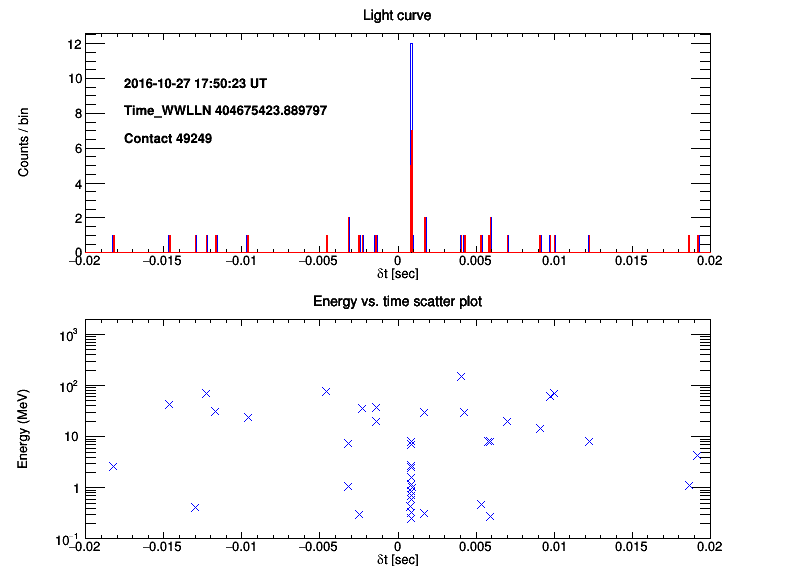 Light curve
Counts / bin
12
10
8
6
4
2
0
2016-10-27 17:50:23 UT
Time_WWLLN 404675423.889797
Contact 49249
−0.02 −0.015 −0.01 −0.005 0 0.005 0.01 0.015 0.02
δt [sec]
Energy vs. time scatter plot
Energy (MeV)
10³
10²
10
1
10⁻¹
−0.02 −0.015 −0.01 −0.005 0 0.005 0.01 0.015 0.02
δt [sec]